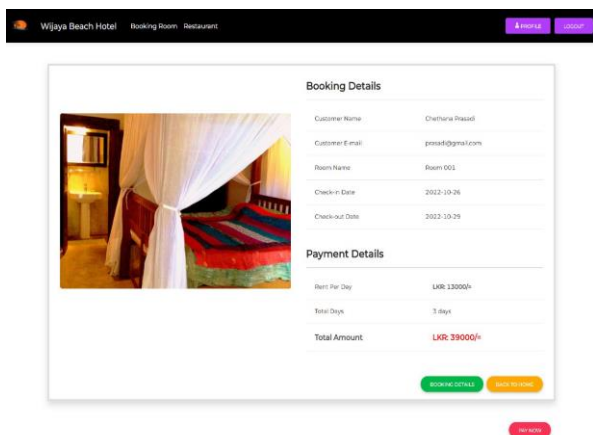 Wijaya Beach Hotel Booking Room Restaurant PROFILE LOGOUT
Booking Details
Customer Name Chethana Prasadi
Customer E-mail prasadi@gmail.com
Room Name Room 001
Check-in Date 2022-10-26
Check-out Date 2022-10-29
Payment Details
Rent Per Day LKR: 13000/=
Total Days 3 days
Total Amount LKR: 39000/=
BOOKING DETAILS BACK TO HOME
PAY NOW